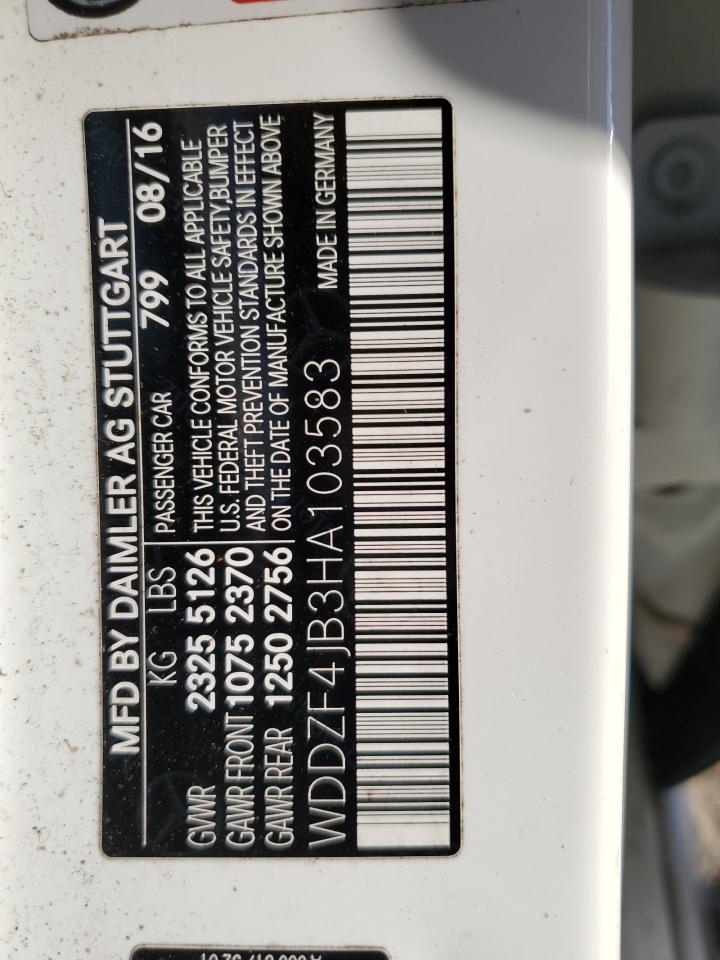 MFD BY DAIMLER AG STUTTGART
KG LBS PASSENGER CAR 799 08/16
GVWR 2325 5126 THIS VEHICLE CONFORMS TO ALL APPLICABLE
U.S. FEDERAL MOTOR VEHICLE SAFETY,BUMPER
GAWR FRONT 1075 2370 AND THEFT PREVENTION STANDARDS IN EFFECT
GAWR REAR 1250 2756 ON THE DATE OF MANUFACTURE SHOWN ABOVE
WDDZF4JB3HA103583 MADE IN GERMANY